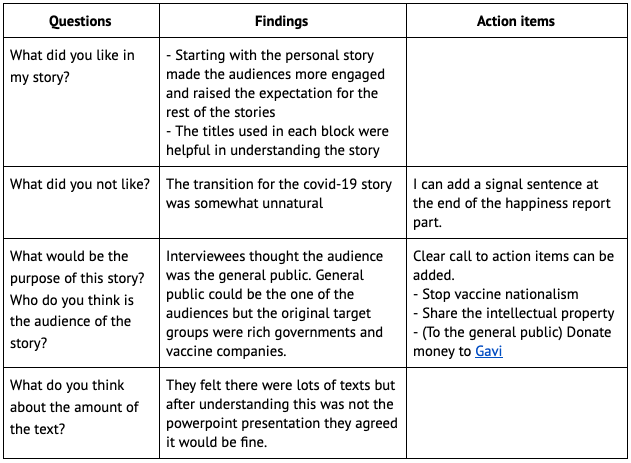 Questions
Findings
Action items
What did you like in
my story?
- Starting with the personal story
made the audiences more engaged
and raised the expectation for the
rest of the stories
- The titles used in each block were
helpful in understanding the story
What did you not like?
The transition for the covid-19 story
was somewhat unnatural
I can add a signal sentence at
the end of the happiness report
part.
What would be the
purpose of this story?
Who do you think is
the audience of the
story?
Interviewees thought the audience
was the general public. General
public could be the one of the
audiences but the original target
groups were rich governments and
vaccine companies.
Clear call to action items can be
added.
- Stop vaccine nationalism
- Share the intellectual property
- (To the general public) Donate
money to Gavi
What do you think
about the amount of
the text?
They felt there were lots of texts but
after understanding this was not the
powerpoint presentation they agreed
it would be fine.